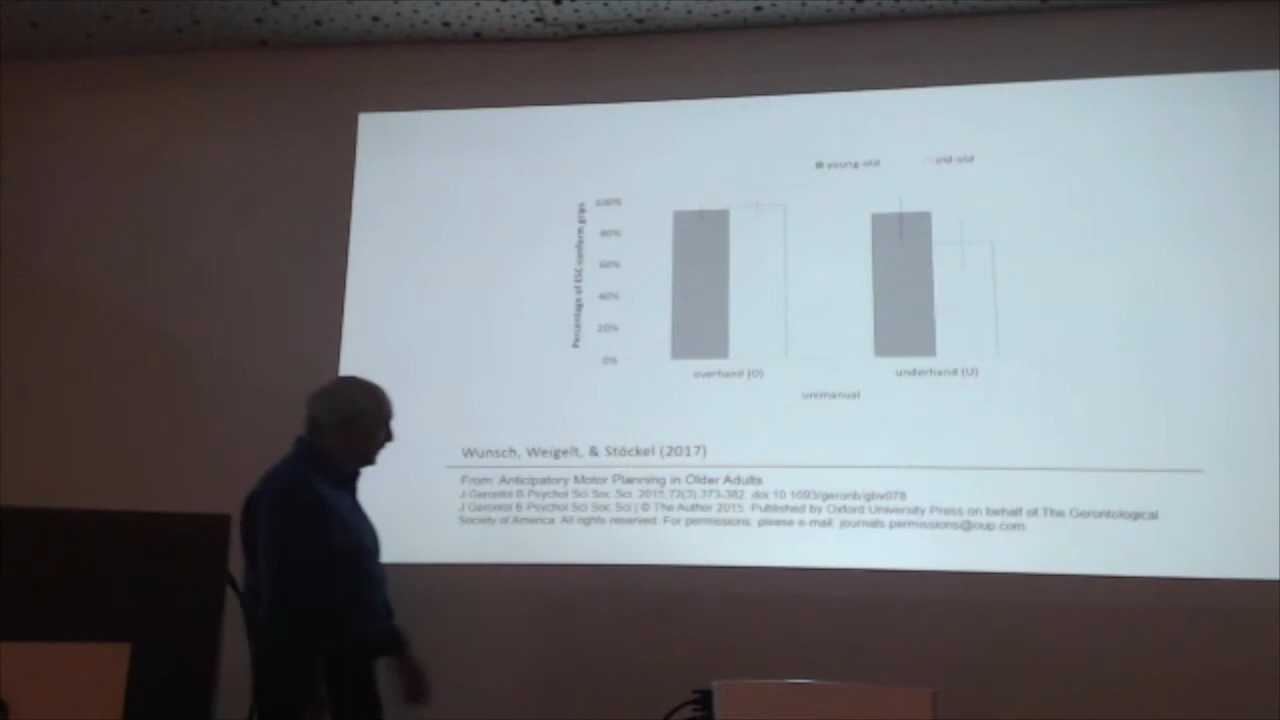 young-old old-old
Percentage of ESC-conform grips
100%
80%
60%
40%
20%
0%
overhand (O) underhand (U)
unimanual
Wunsch, Weigelt, & Stöckel (2017)
From: Anticipatory Motor Planning in Older Adults
J Gerontol B Psychol Sci Soc Sci. 2015;72(3):373-382. doi:10.1093/geronb/gbv078
J Gerontol B Psychol Sci Soc Sci | © The Author 2015. Published by Oxford University Press on behalf of The Gerontological
Society of America. All rights reserved. For permissions, please e-mail: journals.permissions@oup.com